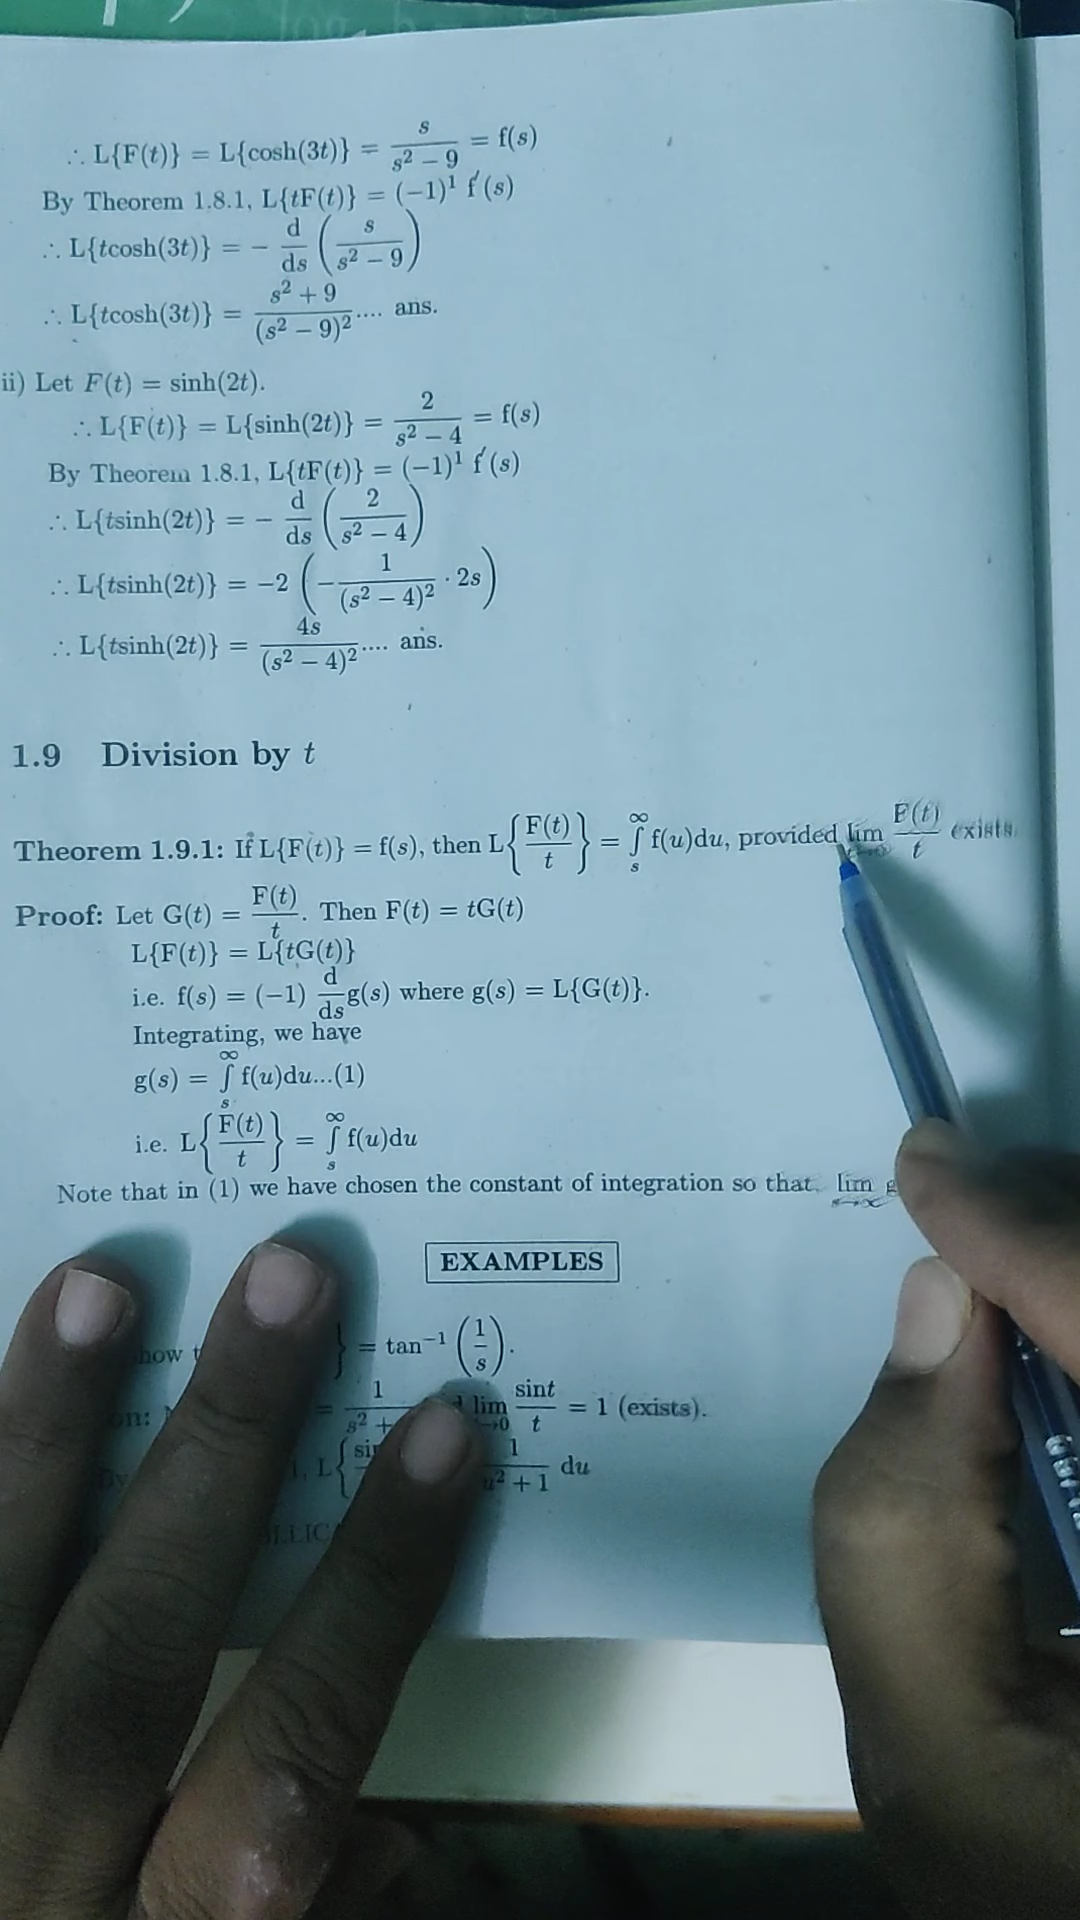 ∴ L{F(t)} = L{cosh(3t)} = s/(s² − 9) = f(s)
By Theorem 1.8.1, L{tF(t)} = (−1)¹ f′(s)
∴ L{tcosh(3t)} = − d/ds (s/(s² − 9))
∴ L{tcosh(3t)} = (s² + 9)/(s² − 9)² .... ans.
ii) Let F(t) = sinh(2t).
∴ L{F(t)} = L{sinh(2t)} = 2/(s² − 4) = f(s)
By Theorem 1.8.1, L{tF(t)} = (−1)¹ f′(s)
∴ L{tsinh(2t)} = − d/ds (2/(s² − 4))
∴ L{tsinh(2t)} = −2 (− 1/(s² − 4)² · 2s)
∴ L{tsinh(2t)} = 4s/(s² − 4)² .... ans.
1.9 Division by t
Theorem 1.9.1: If L{F(t)} = f(s), then L{F(t)/t} = ∫ₛ^∞ f(u)du, provided lim F(t)/t exists.
Proof: Let G(t) = F(t)/t. Then F(t) = tG(t)
L{F(t)} = L{tG(t)}
i.e. f(s) = (−1) d/ds g(s) where g(s) = L{G(t)}.
Integrating, we have
g(s) = ∫ₛ^∞ f(u)du...(1)
i.e. L{F(t)/t} = ∫ₛ^∞ f(u)du
Note that in (1) we have chosen the constant of integration so that lim s→∞ g
EXAMPLES
} = tan⁻¹ (1/s).
= 1/s² + lim →0 sint/t = 1 (exists).
L{ 1/(u² + 1) du